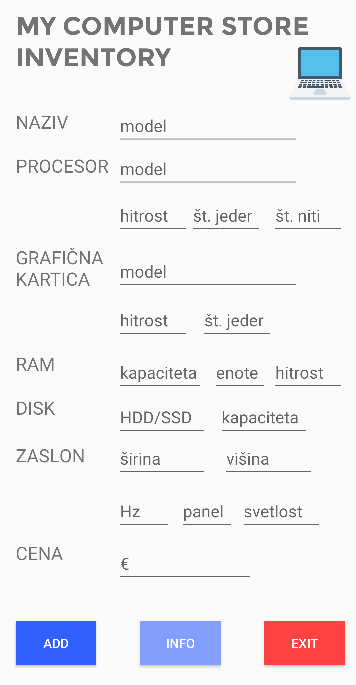 MY COMPUTER STORE
INVENTORY
NAZIV model
PROCESOR model
hitrost št. jeder št. niti
GRAFIČNA
KARTICA model
hitrost št. jeder
RAM kapaciteta enote hitrost
DISK HDD/SSD kapaciteta
ZASLON širina višina
Hz panel svetlost
CENA €
ADD INFO EXIT